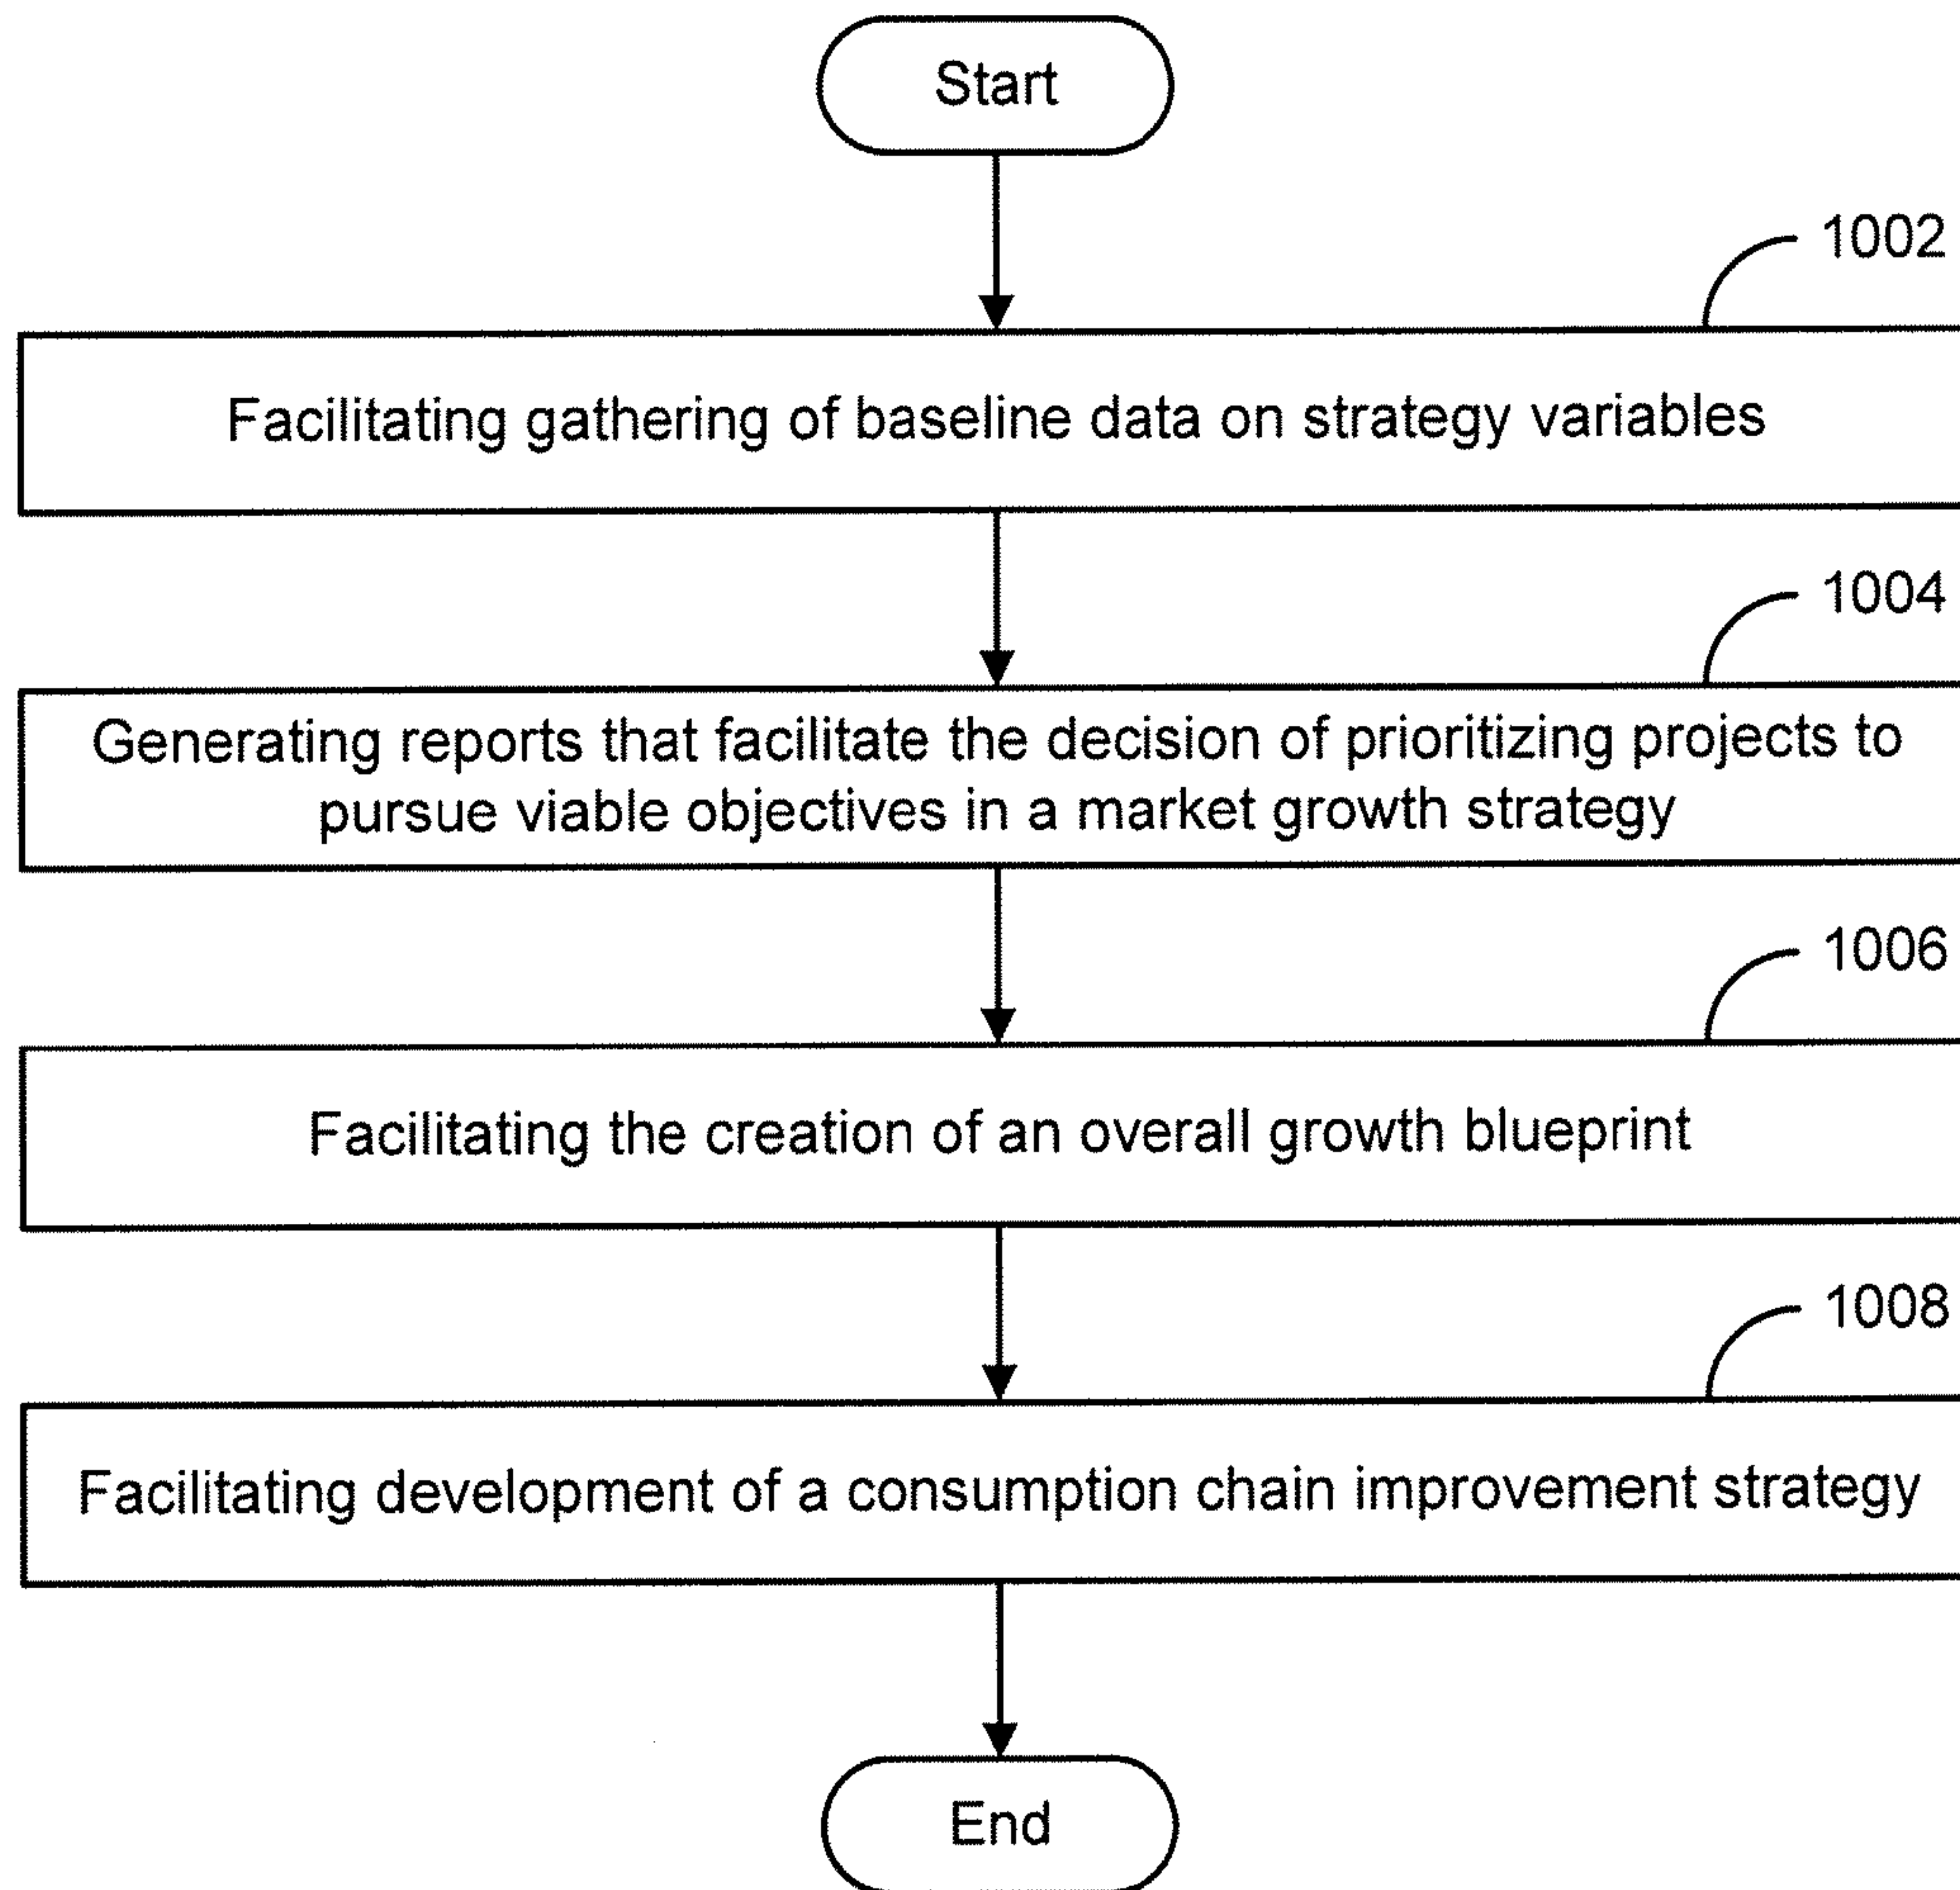 Start
1002
Facilitating gathering of baseline data on strategy variables
1004
Generating reports that facilitate the decision of prioritizing projects to
pursue viable objectives in a market growth strategy
1006
Facilitating the creation of an overall growth blueprint
1008
Facilitating development of a consumption chain improvement strategy
End